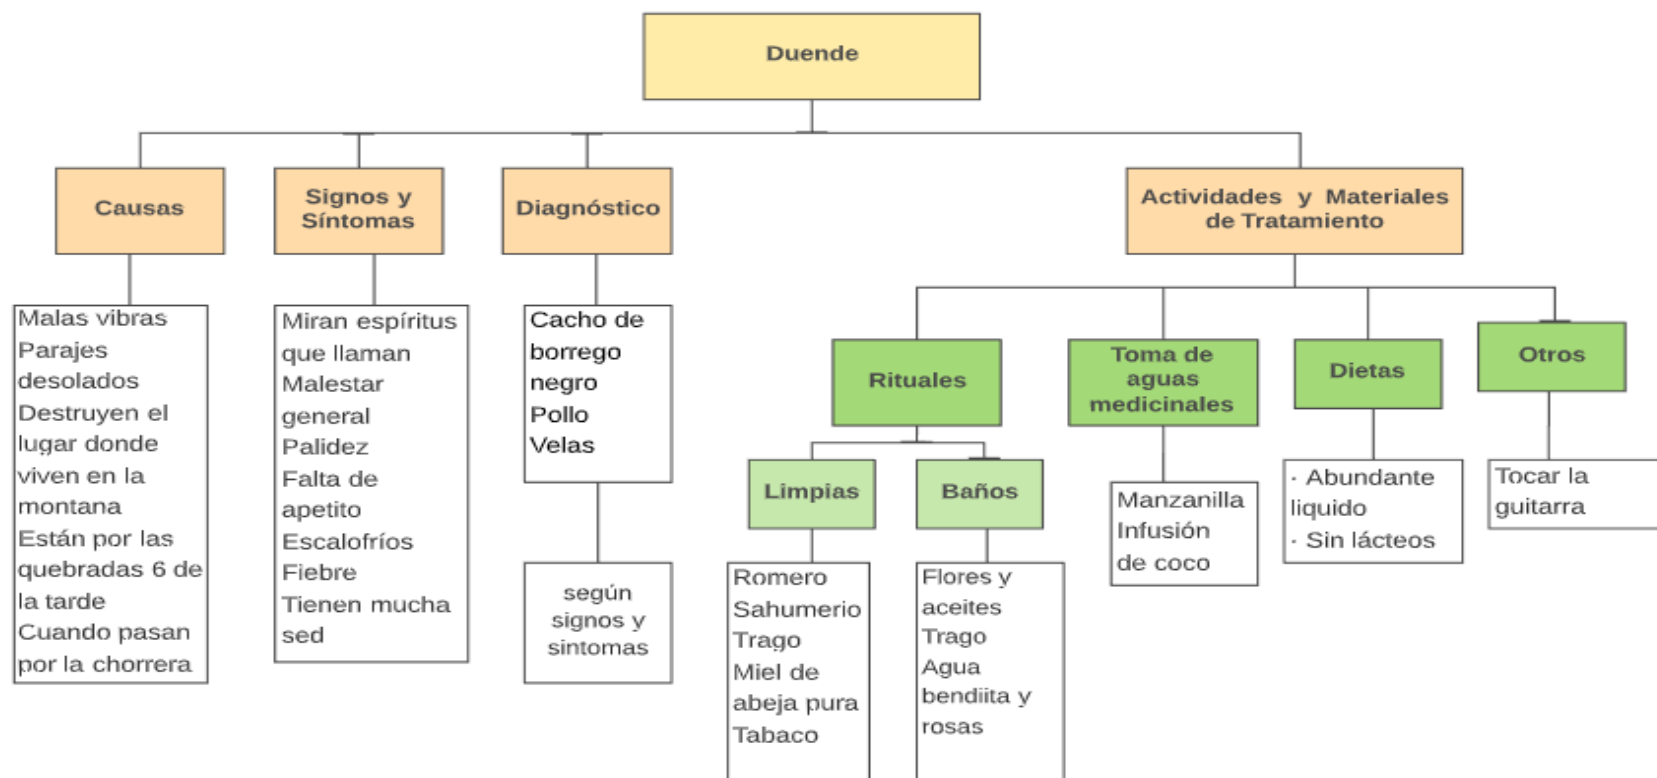 Duende
Causas
Malas vibras
Parajes
desolados
Destruyen el
lugar donde
viven en la
montana
Están por las
quebradas 6 de
la tarde
Cuando pasan
por la chorrera
Signos y
Síntomas
Miran espíritus
que llaman
Malestar
general
Palidez
Falta de
apetito
Escalofríos
Fiebre
Tienen mucha
sed
Diagnóstico
Cacho de
borrego
negro
Pollo
Velas
según
signos y
sintomas
Actividades y Materiales
de Tratamiento
Rituales
Limpias
Romero
Sahumerio
Trago
Miel de
abeja pura
Tabaco
Baños
Flores y
aceites
Trago
Agua
bendiita y
rosas
Toma de
aguas
medicinales
Manzanilla
Infusión
de coco
Dietas
· Abundante
liquido
· Sin lácteos
Otros
Tocar la
guitarra